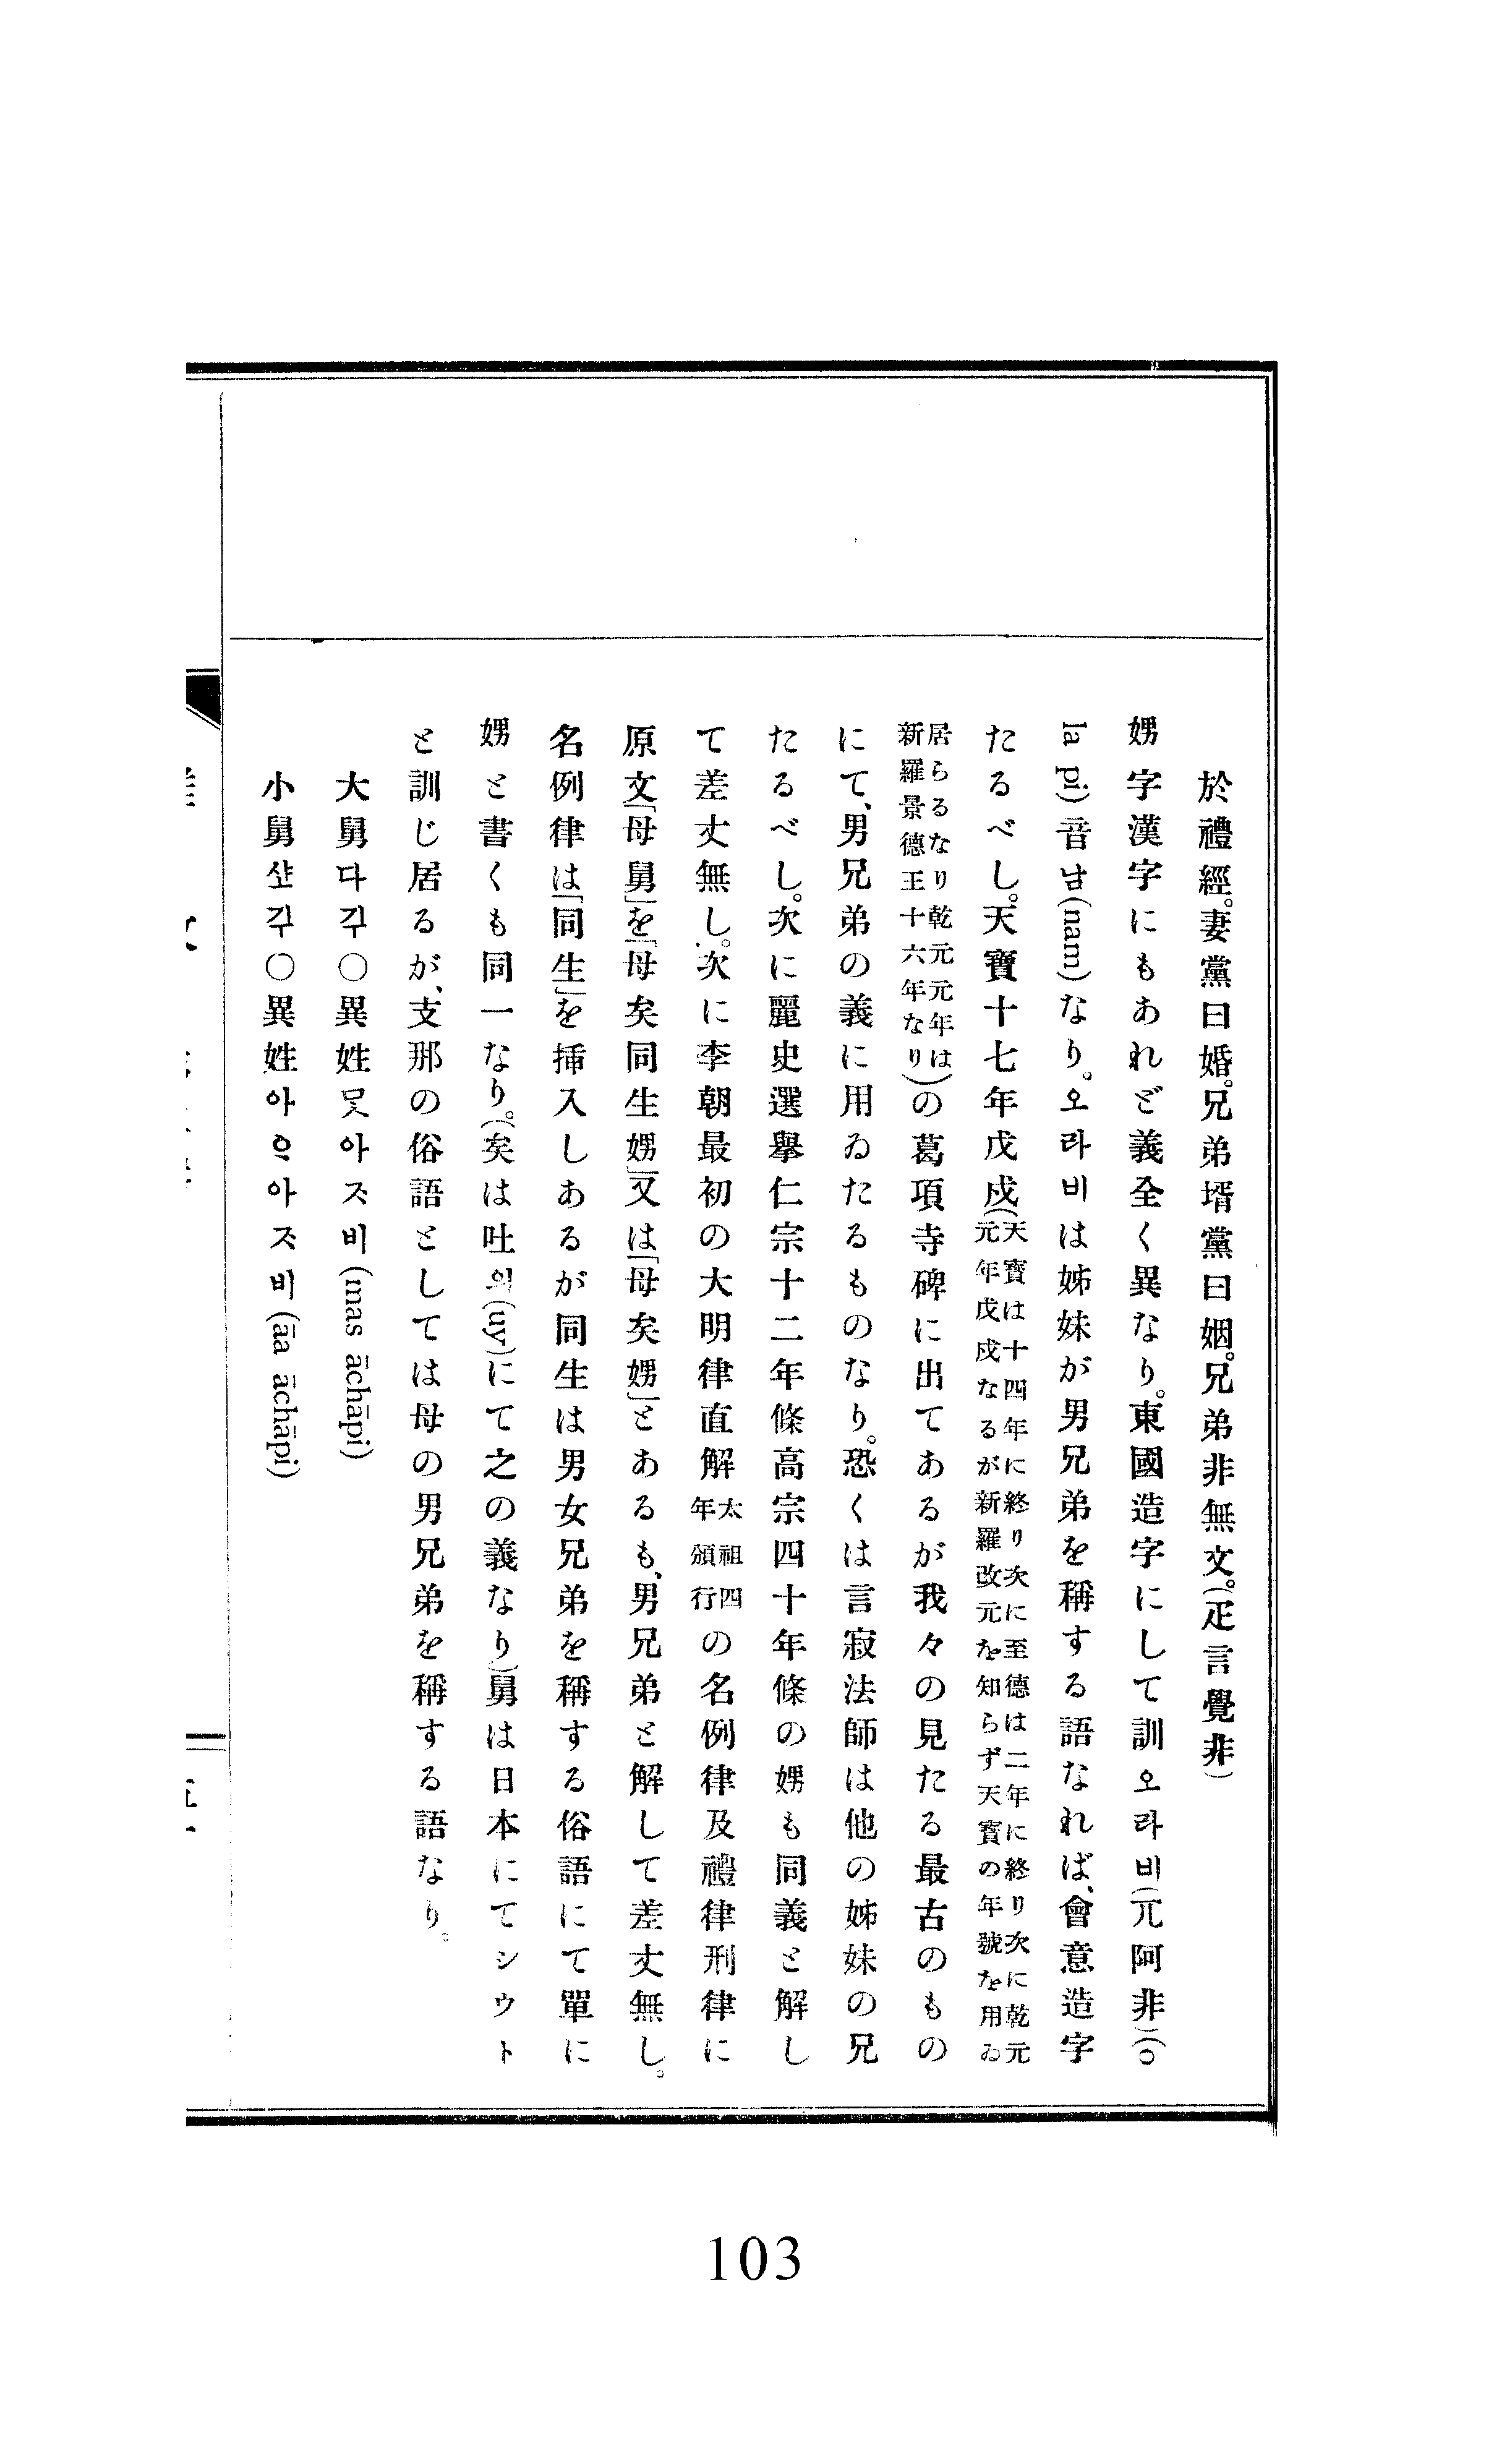 於禮經。妻黨曰婚。兄弟壻黨曰姻。兄弟非無文。(疋言覺非)
娚字漢字にもあれど義全く異なり。東國造字にして訓오라비(兀阿非)(o
la pi)音남(nam)なり。오라비は姊妹が男兄弟を稱する語なれば、會意造字
たるべし。天寶十七年戊戍(天寶は十四年に終り次に至德は二年に終り次に乾元
元年戊戍なるが新羅改元を知らず天寶の年號を用ゐ
居らるなり乾元元年は
新羅景德王十六年なり)の葛項寺碑に出てあるが我々の見たる最古のもの
にて、男兄弟の義に用ゐたるものなり。恐くは言寂法師は他の姊妹の兄
たるべし。次に麗史選擧仁宗十二年條高宗四十年條の娚も同義と解し
て差丈無し。次に李朝最初の大明律直解太祖四年頒行の名例律及禮律刑律に
原文「母舅」を「母矣同生娚」又は「母矣娚」とあるも、男兄弟と解して差丈無し。
名例律は「同生」を揷入しあるが同生は男女兄弟を稱する俗語にて單に
娚と書くも同一なり。(矣は吐의(uy)にて之の義なり)舅は日本にてシウト
と訓じ居るが、支那の俗語としては母の男兄弟を稱する語なり。
大舅다구〇異姓못아즈비(mas āchāpi)
小舅샨구〇異姓아ᄋᆞ아즈비(āa āchāpi)
103